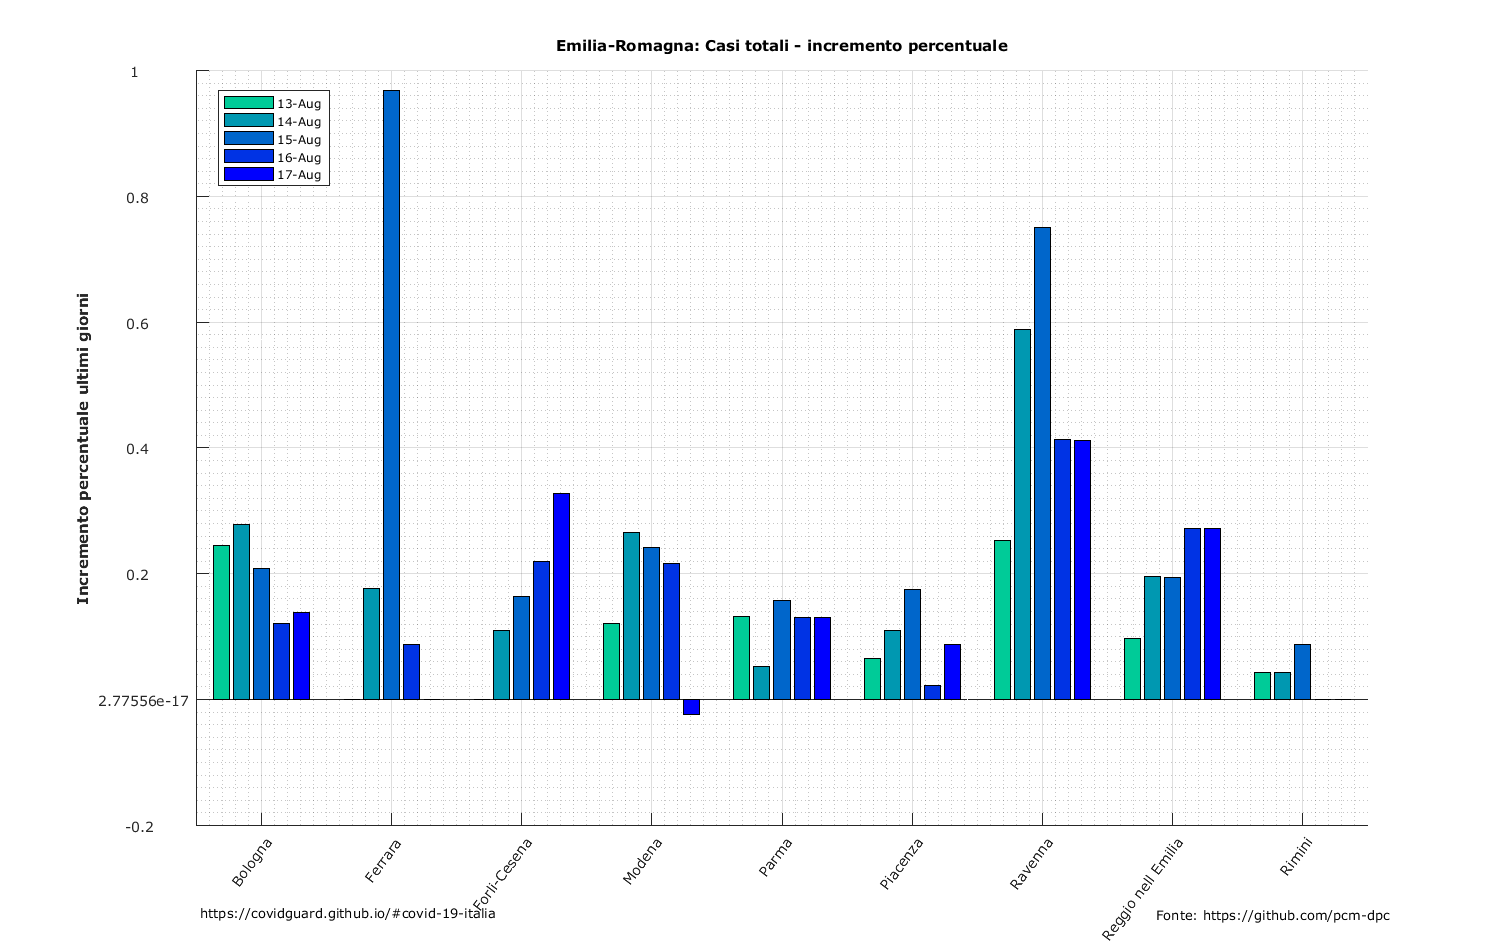 Emilia-Romagna: Casi totali - incremento percentuale
1
13-Aug
14-Aug
15-Aug
16-Aug
17-Aug
0.8
0.6
0.4
0.2
2.77556e-17
-0.2
Incremento percentuale ultimi giorni
Bologna
Ferrara
Forlì-Cesena
Modena
Parma
Piacenza
Ravenna
Reggio nell Emilia
Rimini
https://covidguard.github.io/#covid-19-italia
Fonte: https://github.com/pcm-dpc